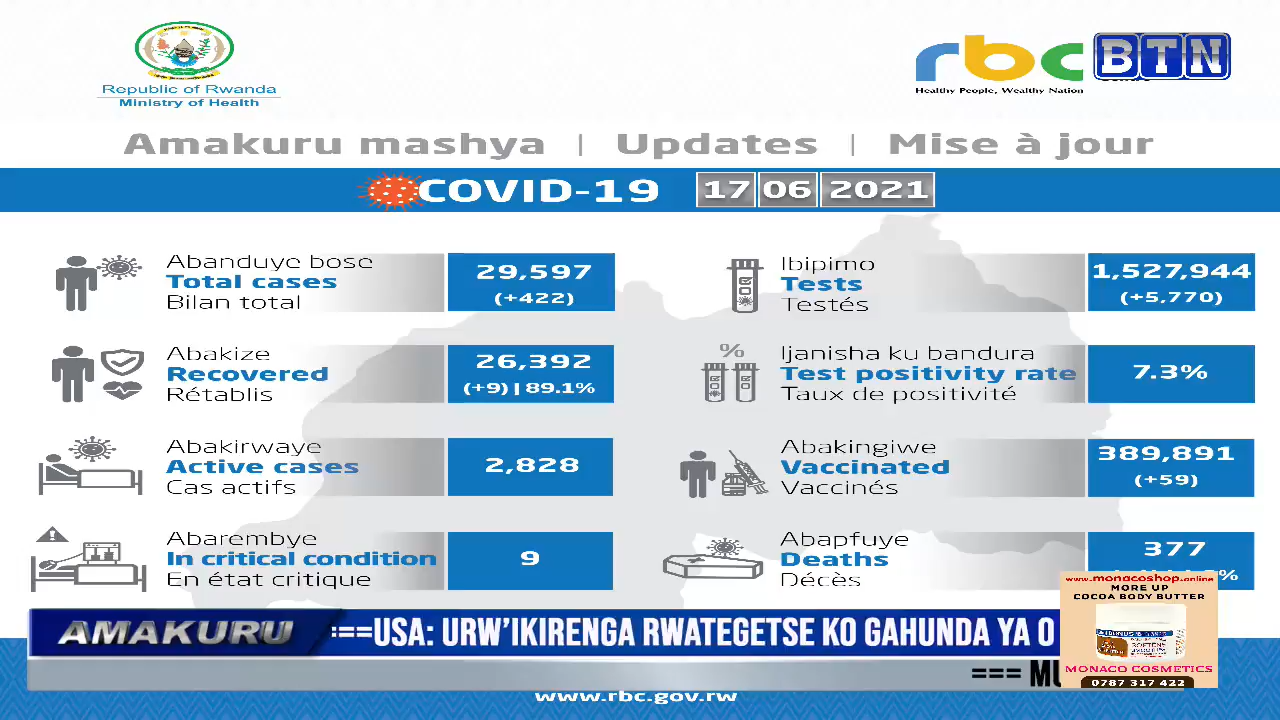 Republic of Rwanda
Ministry of Health
rbc
Healthy People, Wealthy Nation
BTN
Amakuru mashya | Updates | Mise à jour
COVID-19 17 06 2021
Abanduye bose
Total cases
Bilan total
29,597
(+422)
Ibipimo
Tests
Testés
1,527,944
(+5,770)
Abakize
Recovered
Rétablis
26,392
(+9) | 89.1%
%
Ijanisha ku bandura
Test positivity rate
Taux de positivité
7.3%
Abakirwaye
Active cases
Cas actifs
2,828
Abakingiwe
Vaccinated
Vaccinés
389,891
(+59)
Abarembye
In critical condition
En état critique
9
Abapfuye
Deaths
Décès
377
www.monacoshop.online
MORE UP
COCOA BODY BUTTER
MONACO COSMETICS
0787 317 422
AMAKURU
:==USA: URW'IKIRENGA RWATEGETSE KO GAHUNDA YA O
===
www.rbc.gov.rw